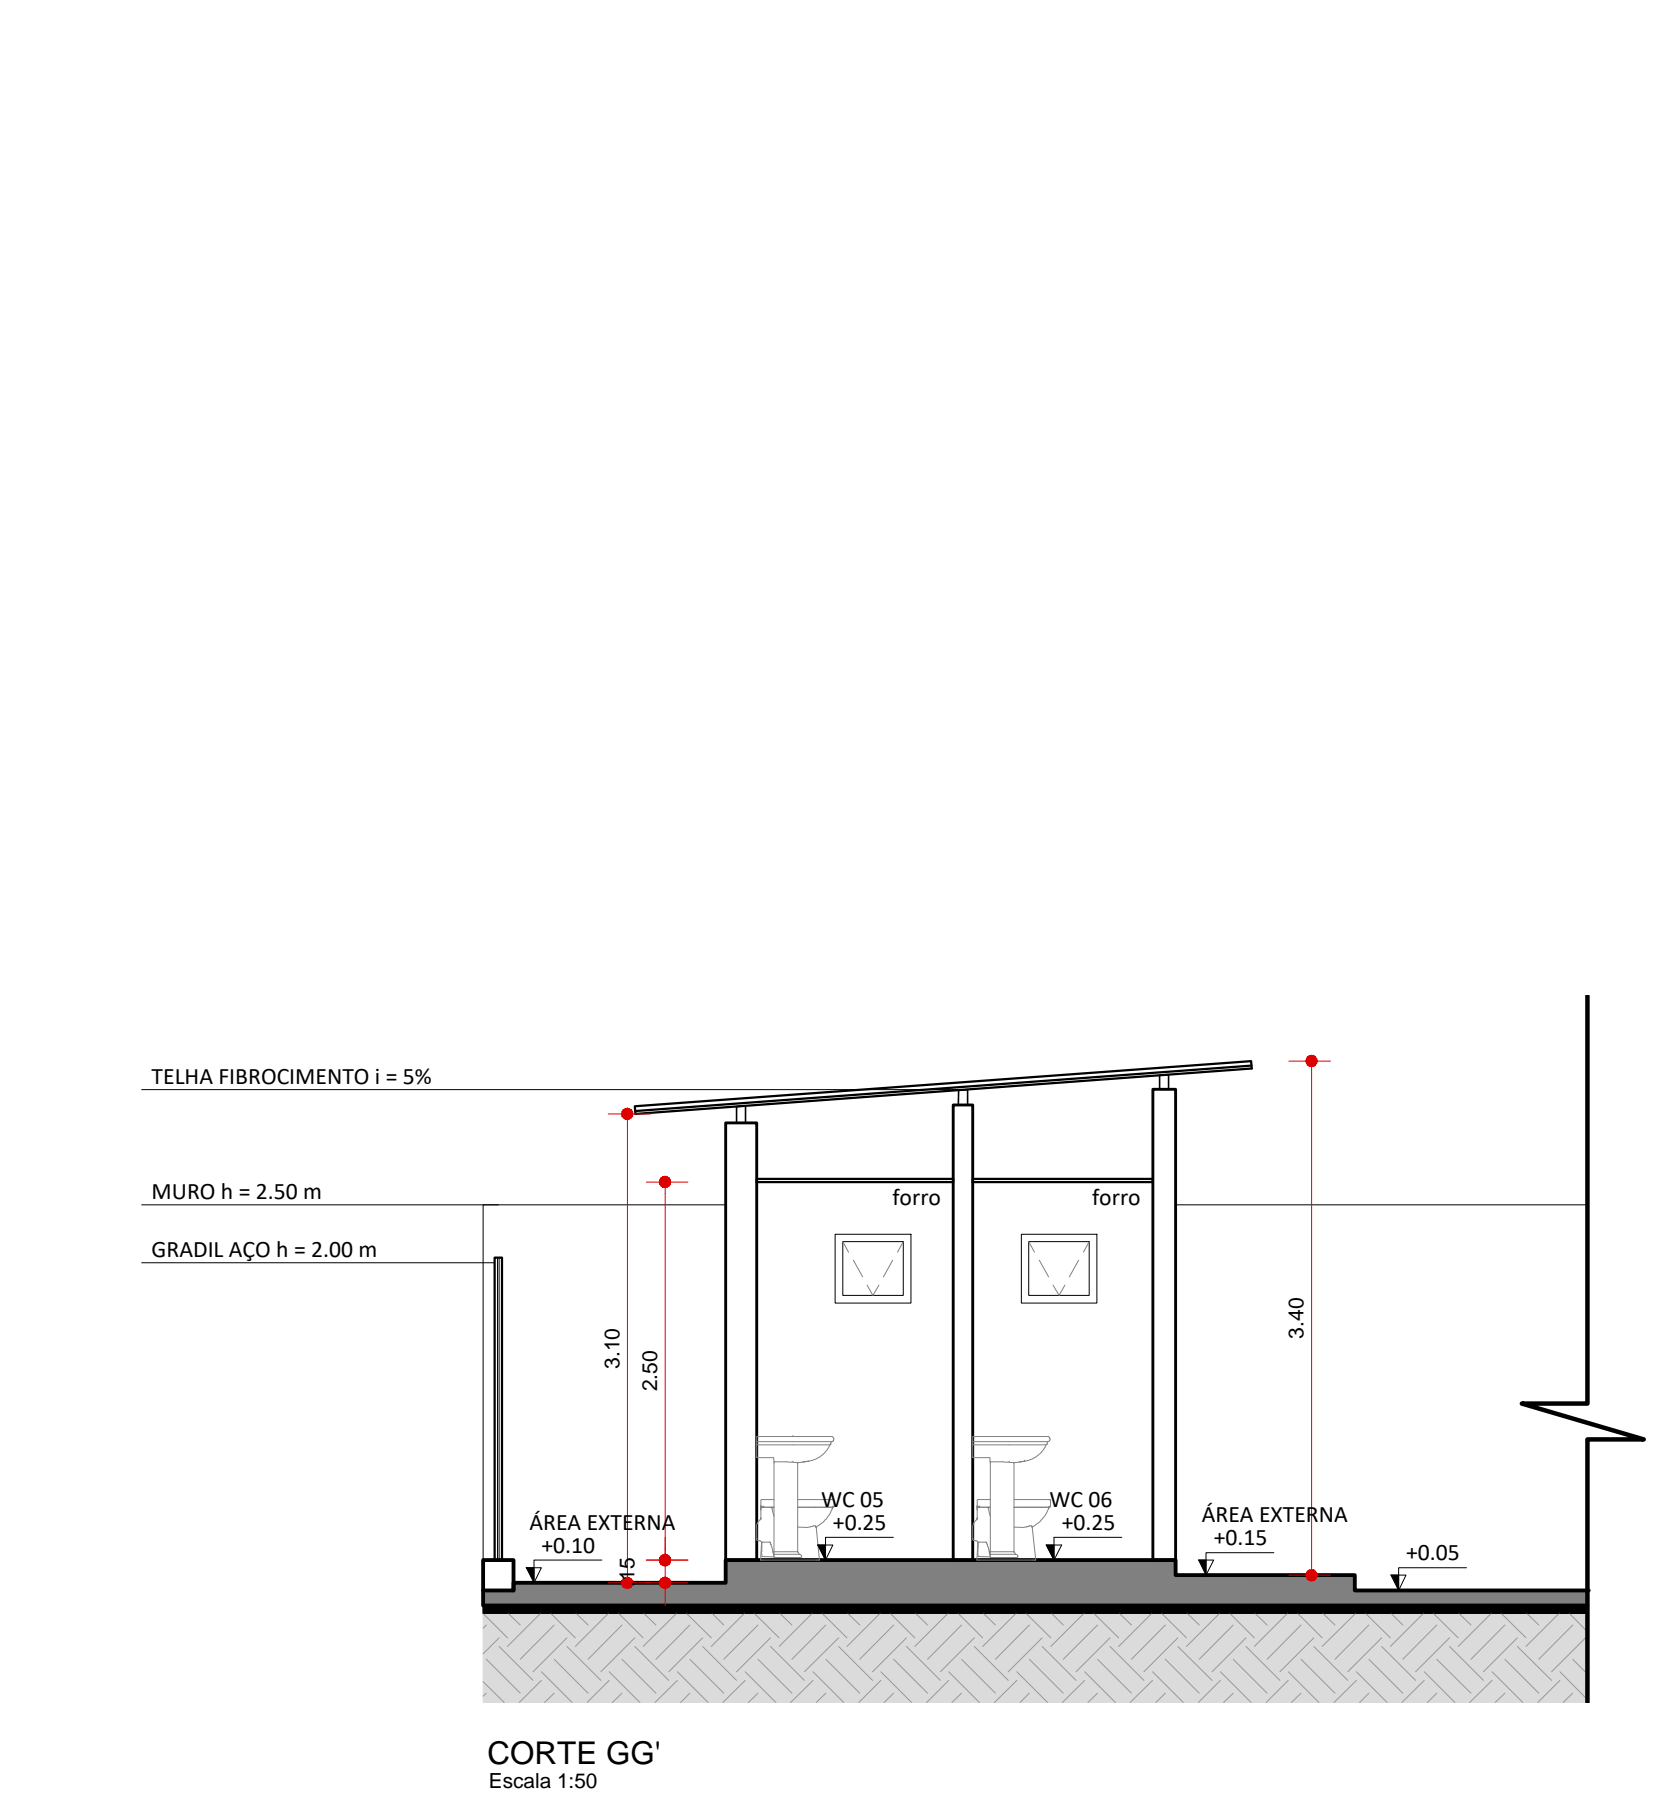 TELHA FIBROCIMENTO i = 5%
MURO h = 2.50 m
forro
forro
GRADIL AÇO h = 2.00 m
3.40
3.10
2.50
WC 05
+0.25
WC 06
+0.25
ÁREA EXTERNA
+0.10
ÁREA EXTERNA
+0.15
+0.05
15
CORTE GG'
Escala 1:50